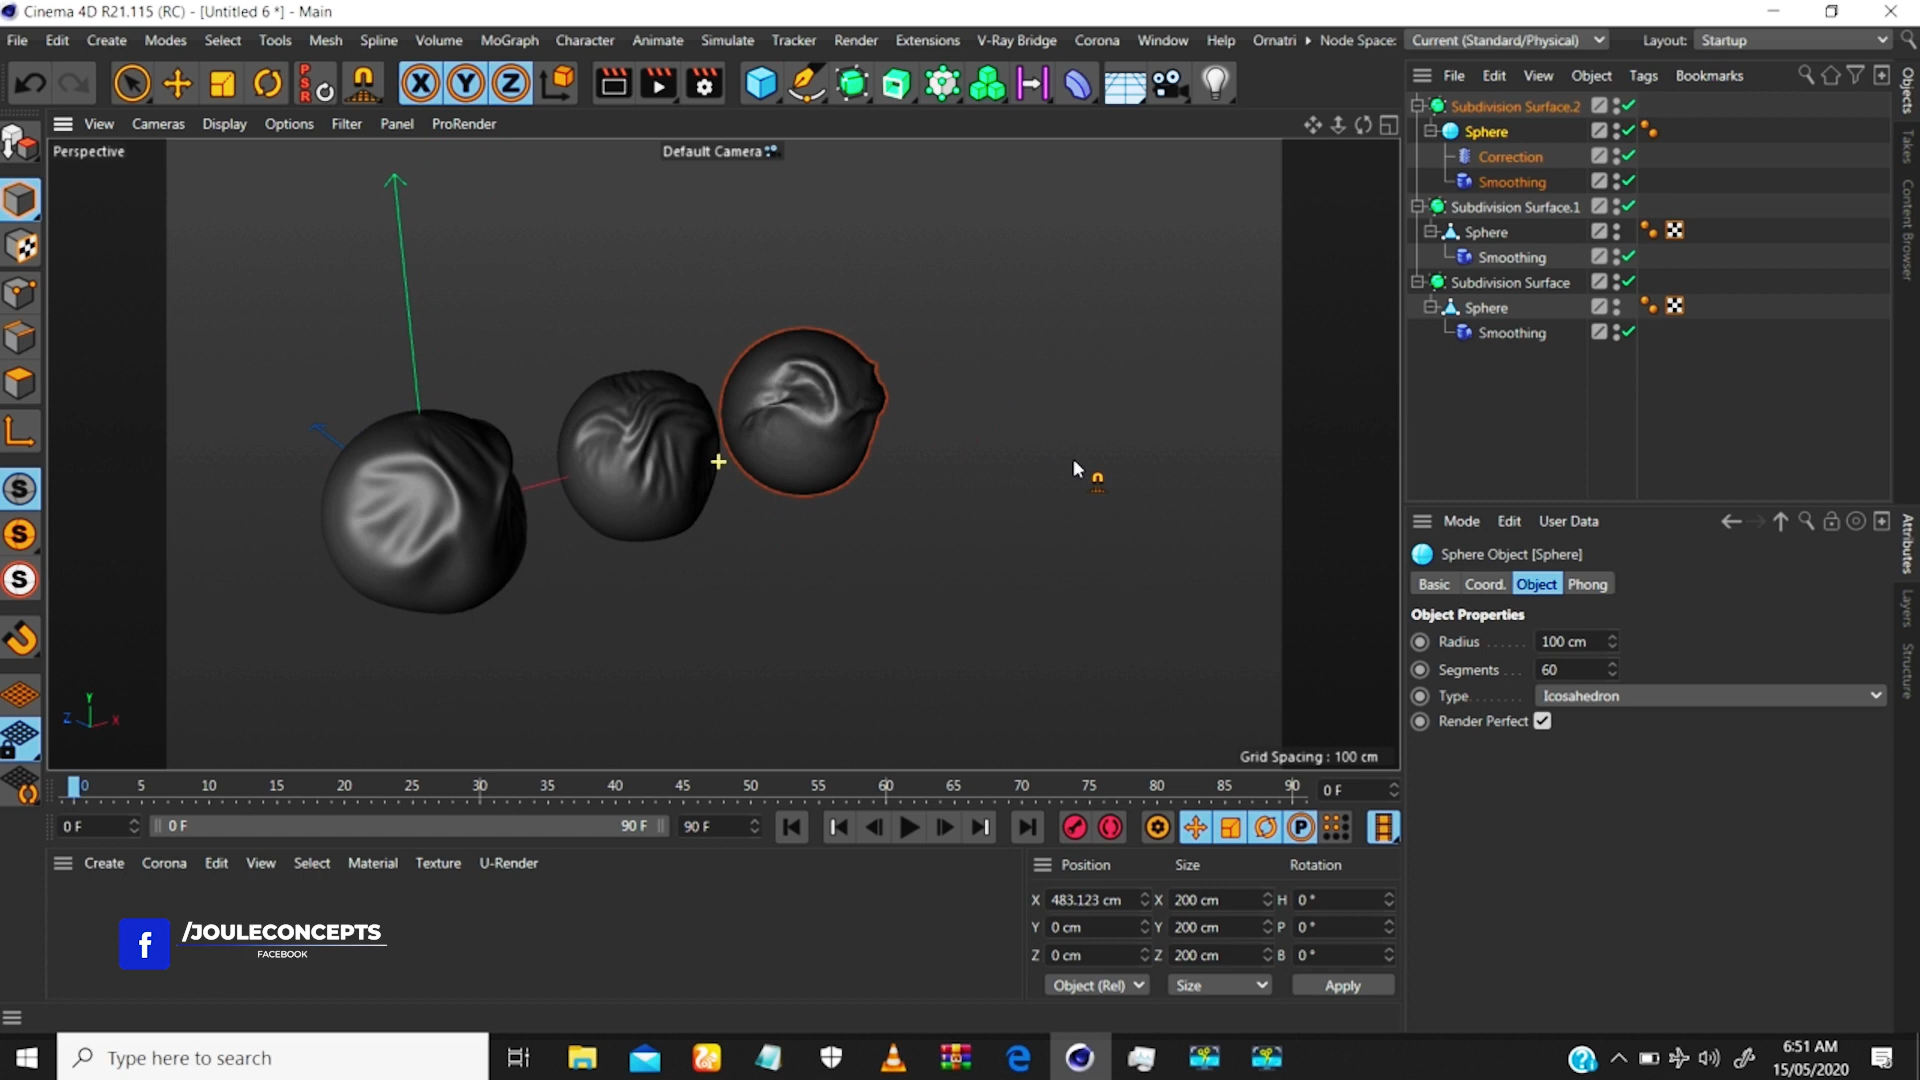 Cinema 4D R21.115 (RC) - [Untitled 6 *] - Main
File Edit Create Modes Select Tools Mesh Spline Volume MoGraph Character Animate Simulate Tracker Render Extensions V-Ray Bridge Corona Window Help Ornatri Node Space: Current (Standard/Physical) Layout: Startup
PSR X Y Z
File Edit View Object Tags Bookmarks
View Cameras Display Options Filter Panel ProRender
Perspective
Default Camera
Subdivision Surface.2
Sphere
Correction
Smoothing
Subdivision Surface.1
Sphere
Smoothing
Subdivision Surface
Sphere
Smoothing
Objects
Takes
Content Browser
S
S
S
Mode Edit User Data
Sphere Object [Sphere]
Basic Coord. Object Phong
Object Properties
Radius 100 cm
Segments 60
Type Icosahedron
Render Perfect
Attributes
Layers
Structure
Y
Z X
Grid Spacing : 100 cm
0 5 10 15 20 25 30 35 40 45 50 55 60 65 70 75 80 85 90 0 F
0 F 0 F 90 F 90 F P
Create Corona Edit View Select Material Texture U-Render
Position Size Rotation
X 483.123 cm X 200 cm H 0 °
Y 0 cm Y 200 cm P 0 °
Z 0 cm Z 200 cm B 0 °
Object (Rel) Size Apply
f /JOULECONCEPTS
FACEBOOK
Type here to search
6:51 AM
15/05/2020